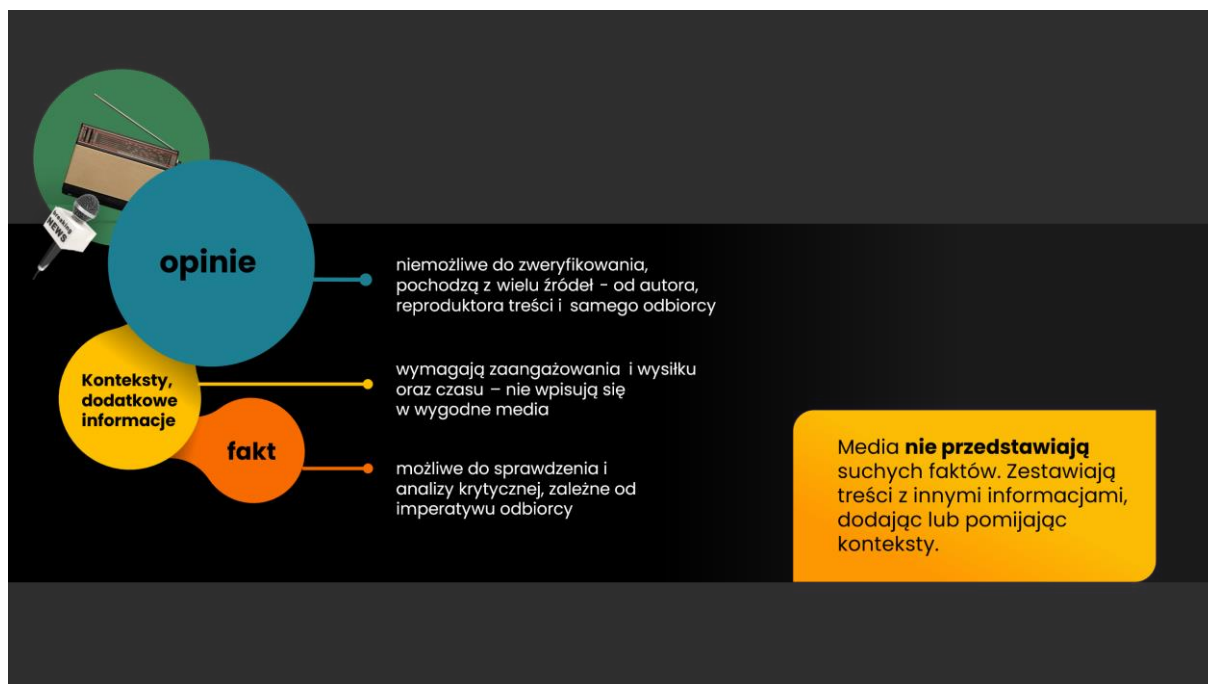 breaking
NEWS
opinie
niemożliwe do zweryfikowania,
pochodzą z wielu źródeł - od autora,
reproduktora treści i samego odbiorcy
Konteksty,
dodatkowe
informacje
wymagają zaangażowania i wysiłku
oraz czasu – nie wpisują się
w wygodne media
fakt
możliwe do sprawdzenia i
analizy krytycznej, zależne od
imperatywu odbiorcy
Media nie przedstawiają
suchych faktów. Zestawiają
treści z innymi informacjami,
dodając lub pomijając
konteksty.